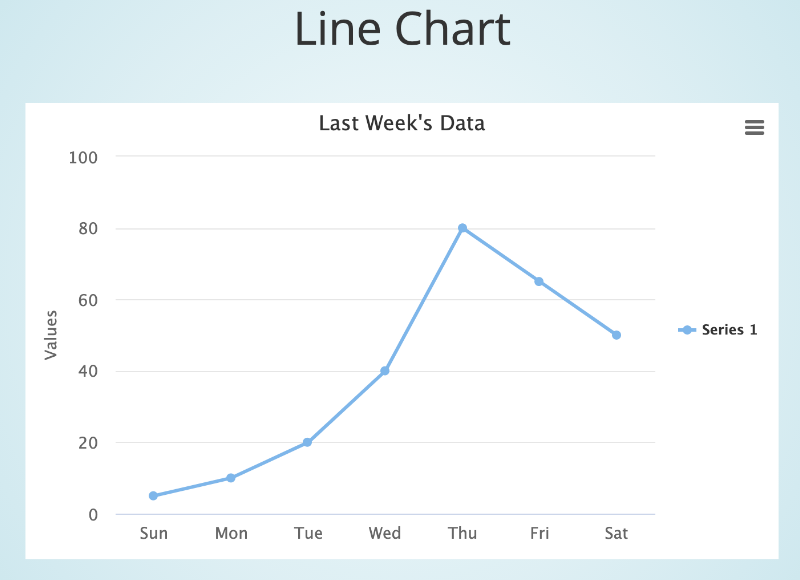 Line Chart
Last Week's Data
100
80
60
40
20
0
Values
Sun Mon Tue Wed Thu Fri Sat
Series 1